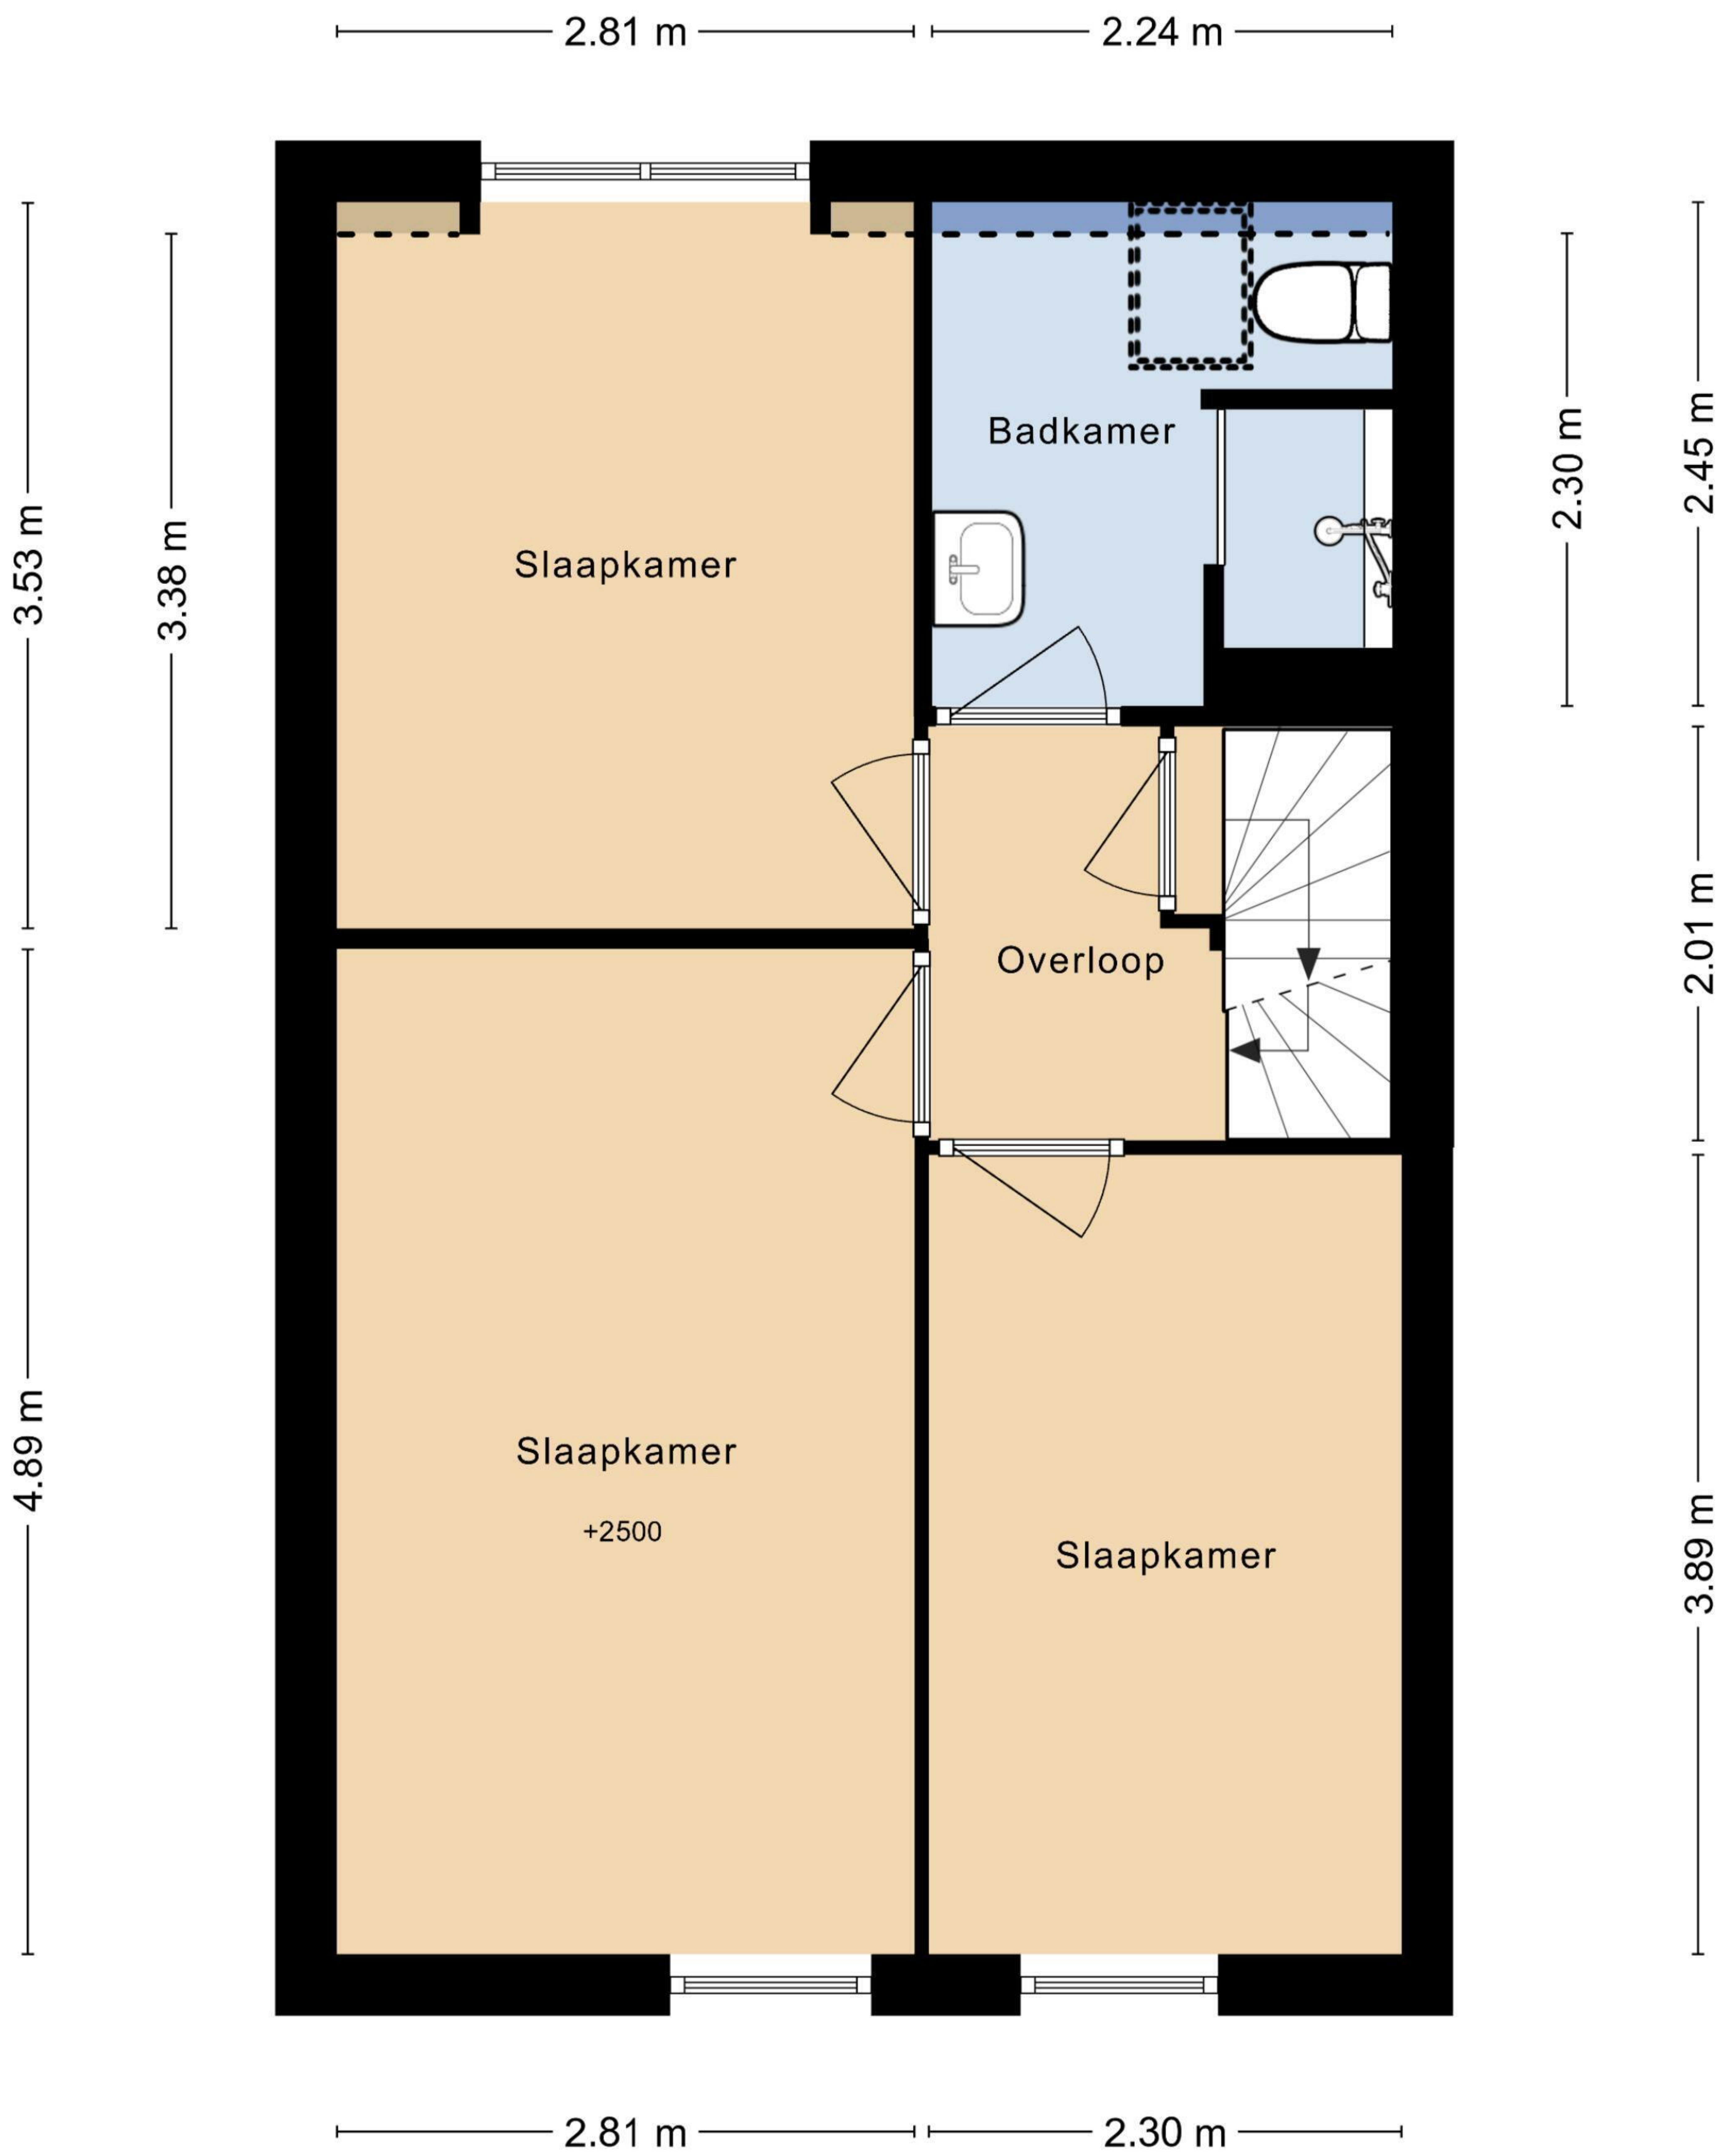 2.81 m
2.24 m
3.53 m
3.38 m
Slaapkamer
Badkamer
2.30 m
2.45 m
Overloop
2.01 m
4.89 m
Slaapkamer
+2500
Slaapkamer
3.89 m
2.81 m
2.30 m